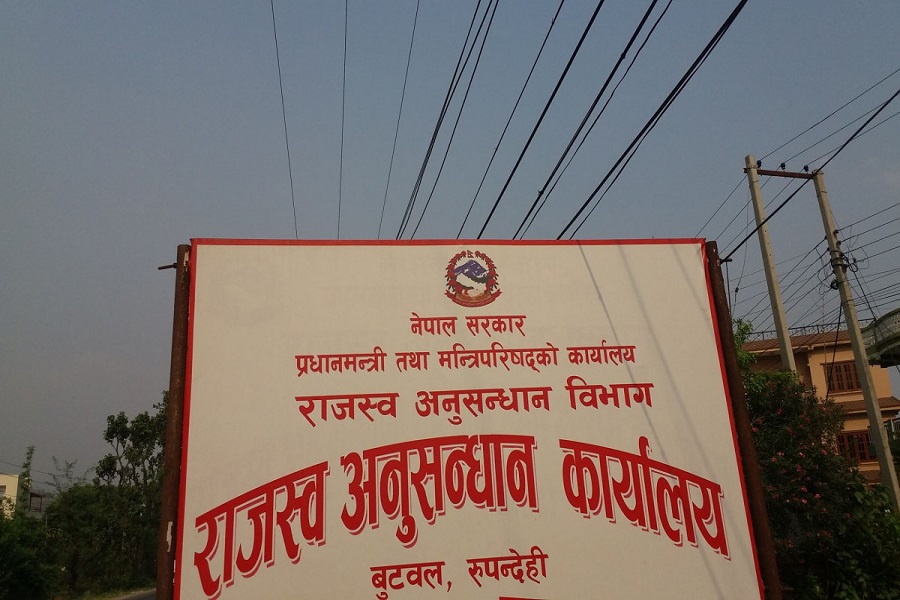 नेपाल सरकार
प्रधानमन्त्री तथा मन्त्रिपरिषद्को कार्यालय
राजस्व अनुसन्धान विभाग
राजस्व अनुसन्धान कार्यालय
बुटवल, रुपन्देही